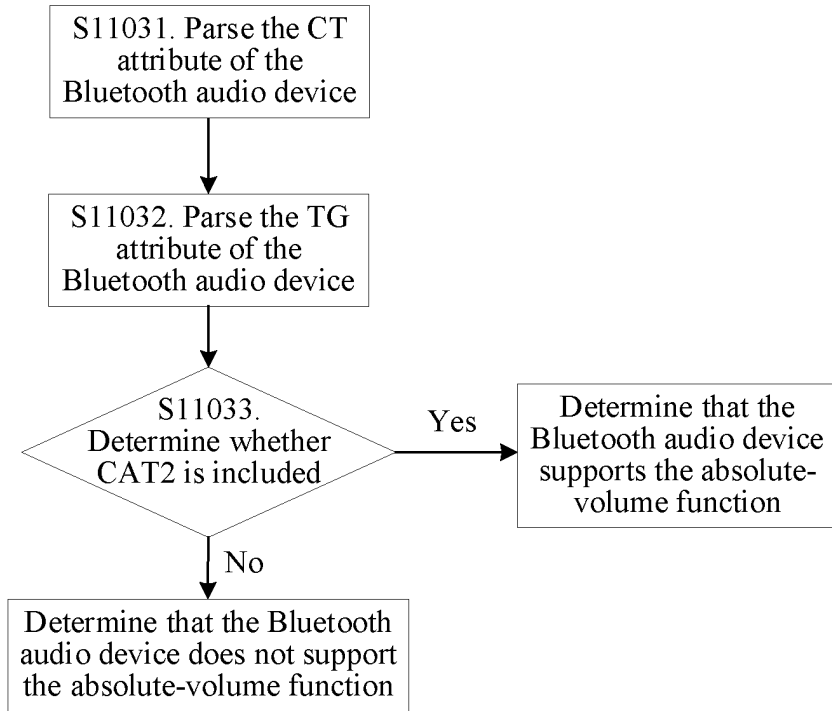 S11031. Parse the CT
attribute of the
Bluetooth audio device
S11032. Parse the TG
attribute of the
Bluetooth audio device
S11033.
Determine whether
CAT2 is included
Yes
Determine that the
Bluetooth audio device
supports the absolute-
volume function
No
Determine that the Bluetooth
audio device does not support
the absolute-volume function